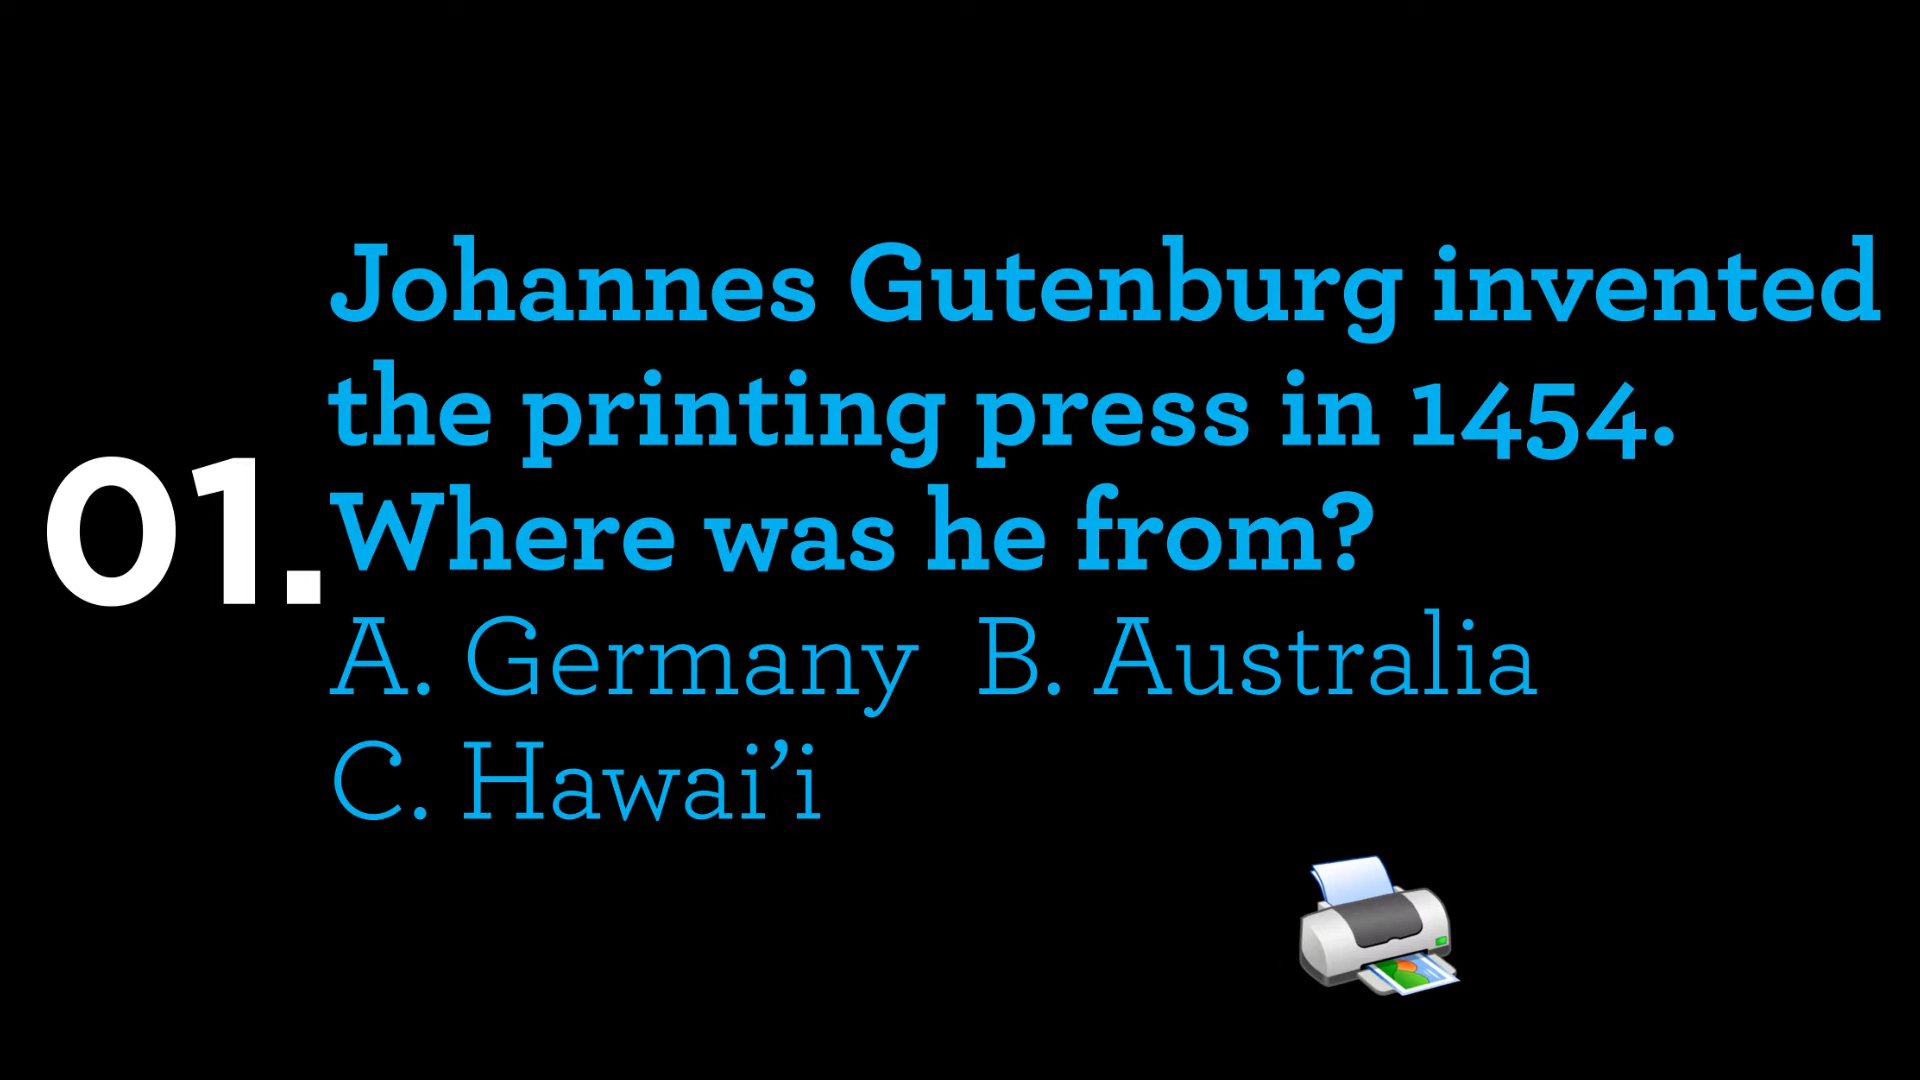 01.
Johannes Gutenburg invented
the printing press in 1454.
Where was he from?
A. Germany B. Australia
C. Hawai’i